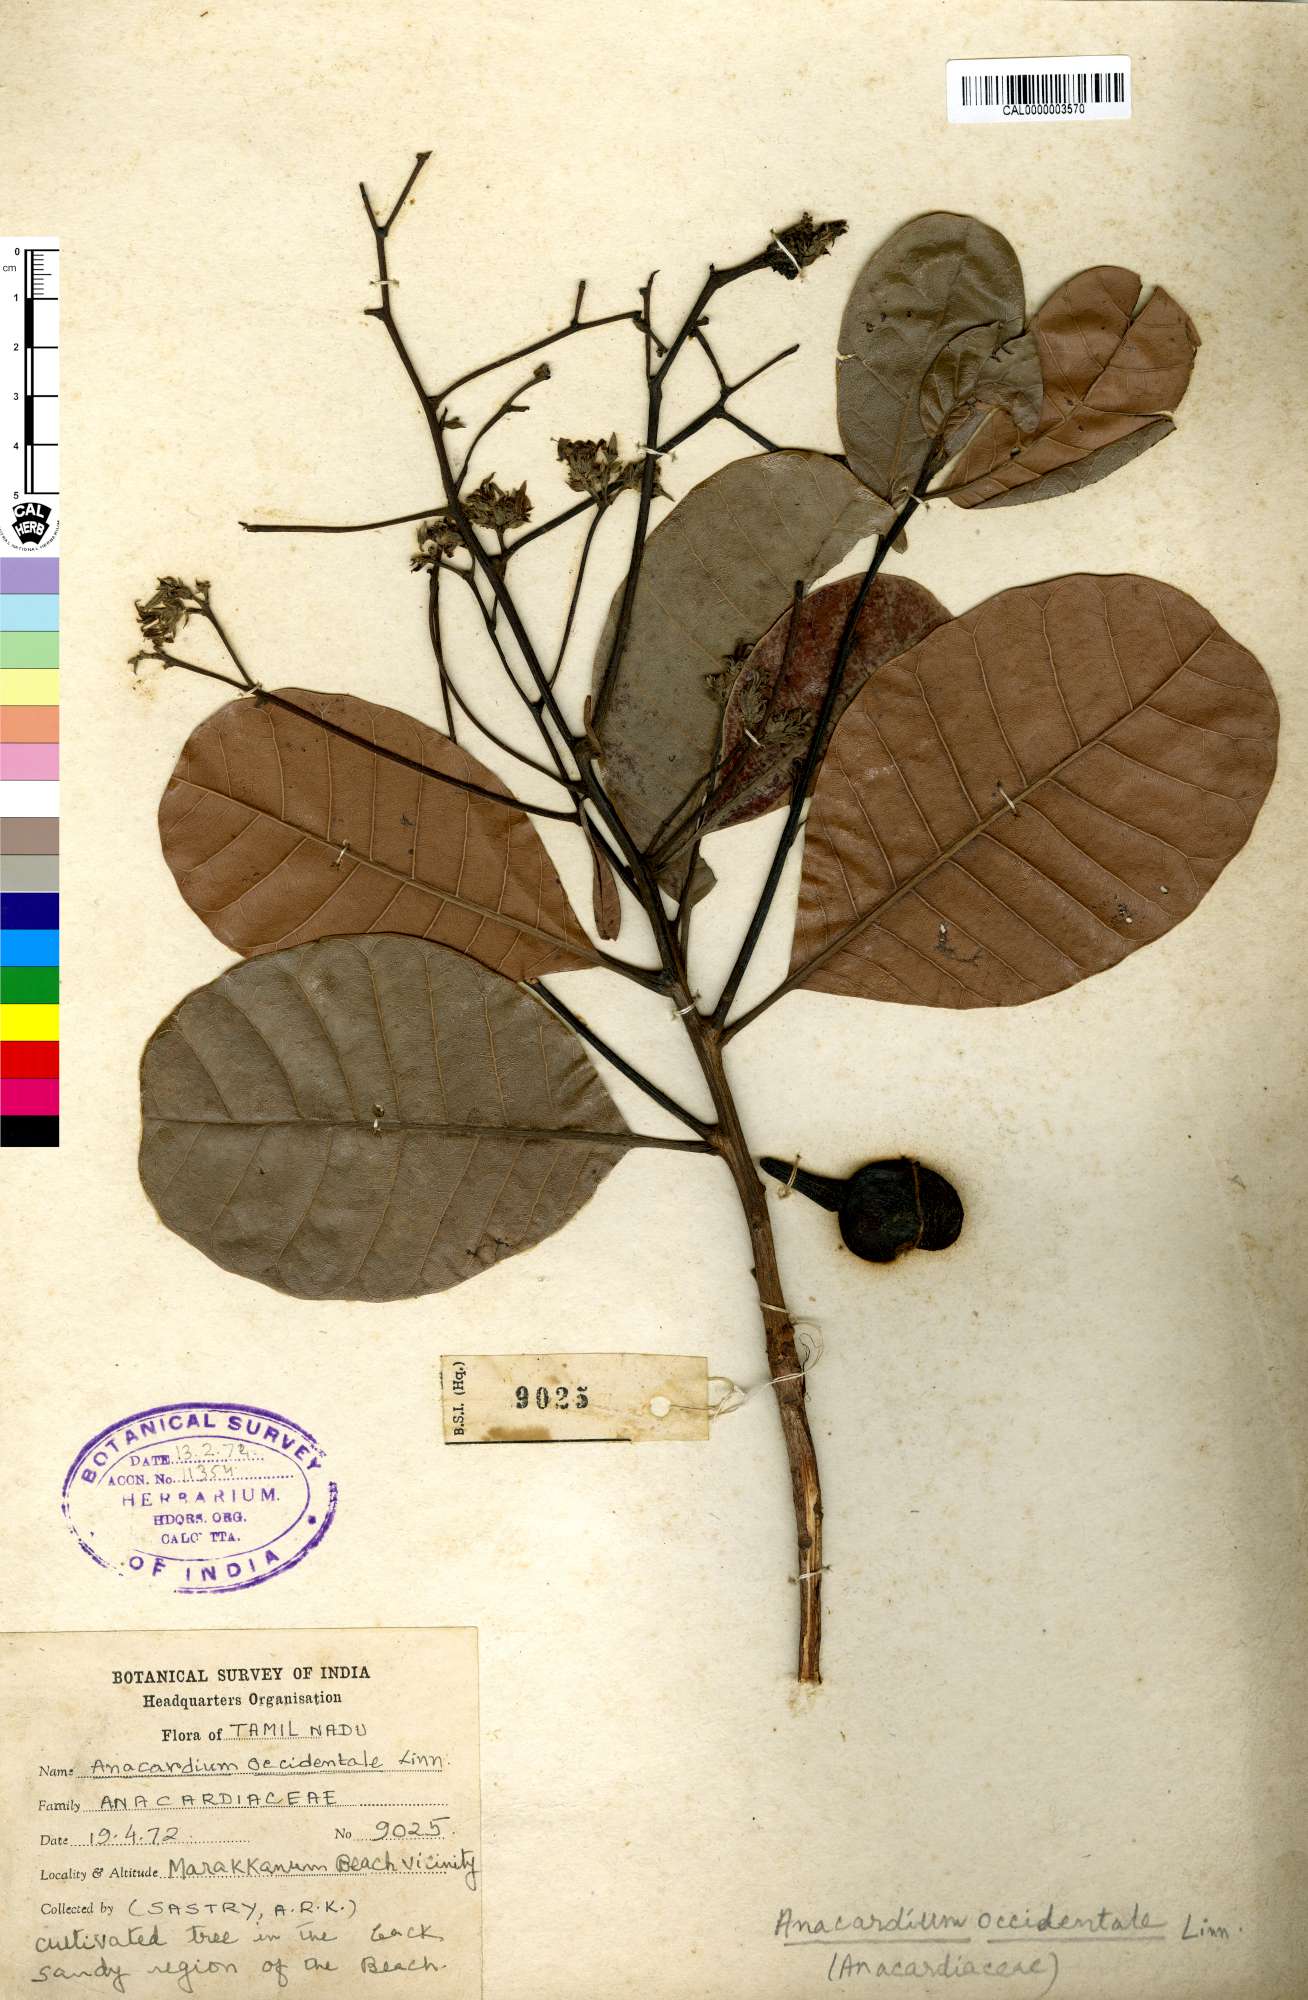 CAL0000003570
0
cm
1
2
3
4
5
CAL
HERB
B.S.I. (Hq.)
9025
BOTANICAL SURVEY
DATE 13.2.74
ACCN. No. 11354
HERBARIUM.
HDQRS. ORG.
CALC TTA.
OF INDIA
BOTANICAL SURVEY OF INDIA
Headquarters Organisation
Flora of TAMIL NADU
Name Anacardium occidentale Linn.
Family ANACARDIACEAE
Date 19.4.72 No 9025.
Locality & Altitude Marakkanum Beach vicinity
Collected by (SASTRY, A.R.K.)
cultivated tree in the back
sandy region of the Beach.
Anacardium occidentale Linn.
(Anacardiaceae)